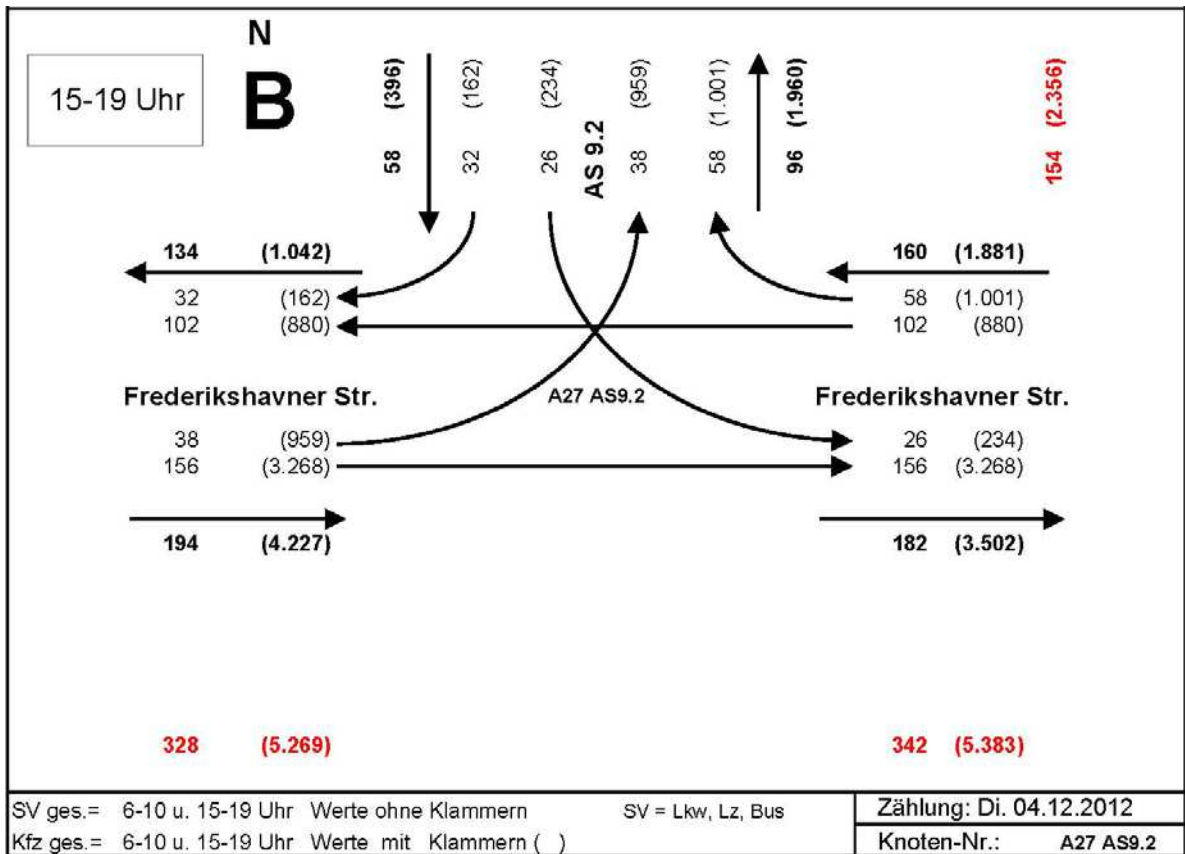 N
15-19 Uhr
B
58 (396)
32 (162)
26 (234)
AS 9.2
38 (959)
58 (1.001)
96 (1.960)
154 (2.356)
134 (1.042)
160 (1.881)
32 (162)
58 (1.001)
102 (880)
102 (880)
Frederikshavner Str.
A27 AS9.2
Frederikshavner Str.
38 (959)
26 (234)
156 (3.268)
156 (3.268)
194 (4.227)
182 (3.502)
328 (5.269)
342 (5.383)
SV ges.= 6-10 u. 15-19 Uhr Werte ohne Klammern SV = Lkw, Lz, Bus
Zählung: Di. 04.12.2012
Kfz ges.= 6-10 u. 15-19 Uhr Werte mit Klammern ( )
Knoten-Nr.: A27 AS9.2